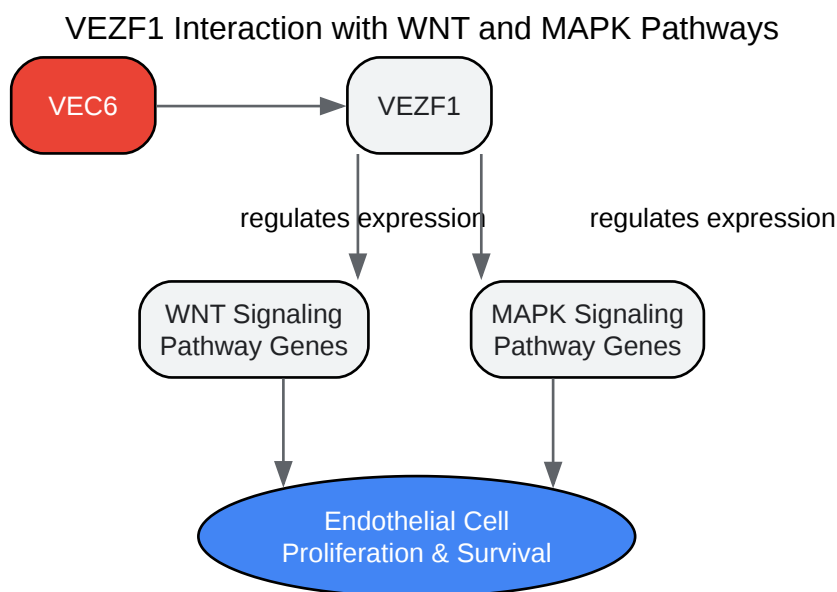 VEZF1 Interaction with WNT and MAPK Pathways
VEC6
VEZF1
regulates expression
regulates expression
WNT Signaling
Pathway Genes
MAPK Signaling
Pathway Genes
Endothelial Cell
Proliferation & Survival